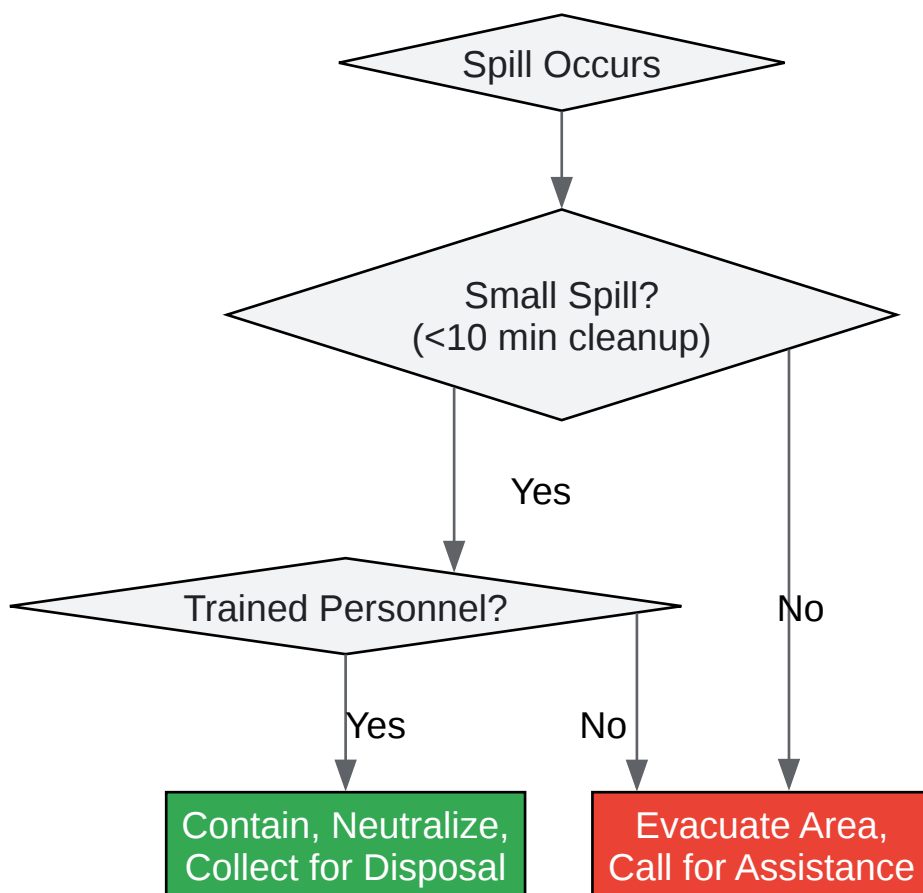 Spill Occurs
Small Spill?
(<10 min cleanup)
Yes
Trained Personnel?
No
Yes
No
Contain, Neutralize,
Collect for Disposal
Evacuate Area,
Call for Assistance